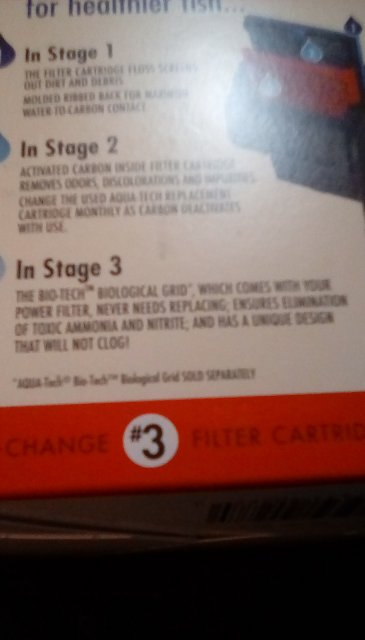 for healthier fish...
In Stage 1
THE FILTER CARTRIDGE FLOSS SCREENS
OUT DIRT AND DEBRIS
MOLDED RIBBED BACK FOR MAXIMUM
WATER-TO-CARBON CONTACT
1
In Stage 2
ACTIVATED CARBON INSIDE FILTER CARTRIDGE
REMOVES ODORS, DISCOLORATIONS AND IMPURITIES.
CHANGE THE USED AQUA-TECH REPLACEMENT
CARTRIDGE MONTHLY AS CARBON DEACTIVATES
WITH USE.
In Stage 3
THE BIO-TECH™ BIOLOGICAL GRID*, WHICH COMES WITH YOUR
POWER FILTER, NEVER NEEDS REPLACING; ENSURES ELIMINATION
OF TOXIC AMMONIA AND NITRITE; AND HAS A UNIQUE DESIGN
THAT WILL NOT CLOG!
*AQUA-Tech® Bio-Tech™ Biological Grid SOLD SEPARATELY
-CHANGE #3 FILTER CARTRID